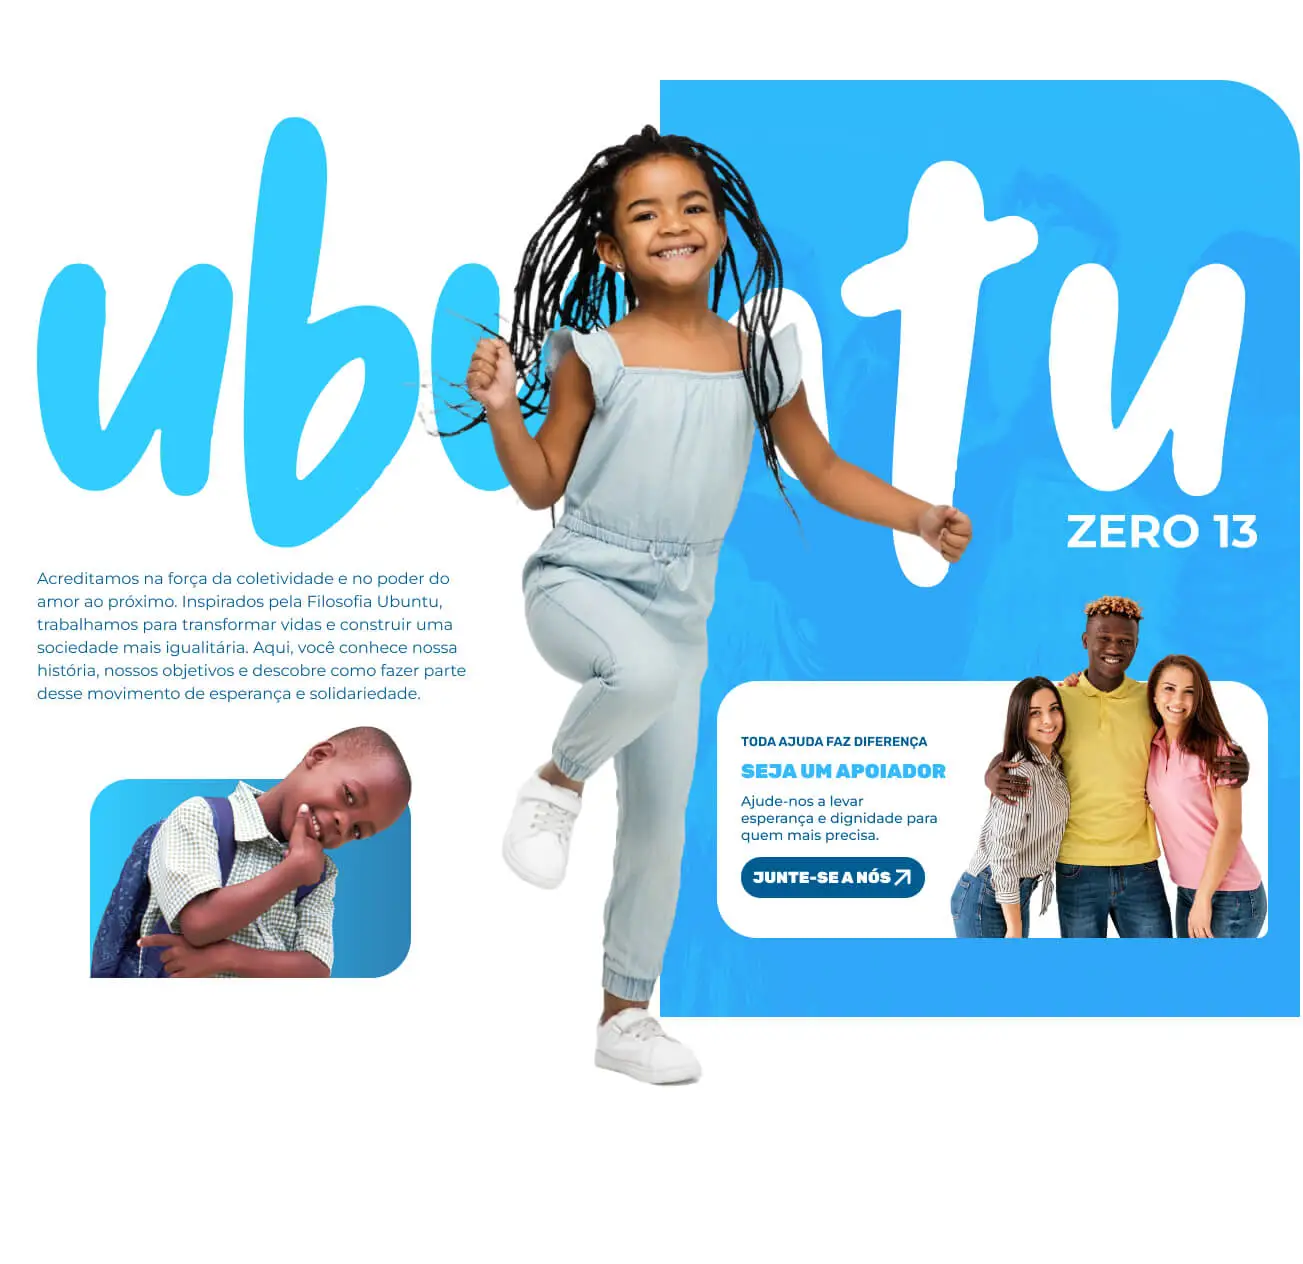 ubuntu
ZERO 13
Acreditamos na força da coletividade e no poder do
amor ao próximo. Inspirados pela Filosofia Ubuntu,
trabalhamos para transformar vidas e construir uma
sociedade mais igualitária. Aqui, você conhece nossa
história, nossos objetivos e descobre como fazer parte
desse movimento de esperança e solidariedade.
TODA AJUDA FAZ DIFERENÇA
SEJA UM APOIADOR
Ajude-nos a levar
esperança e dignidade para
quem mais precisa.
JUNTE-SE A NÓS